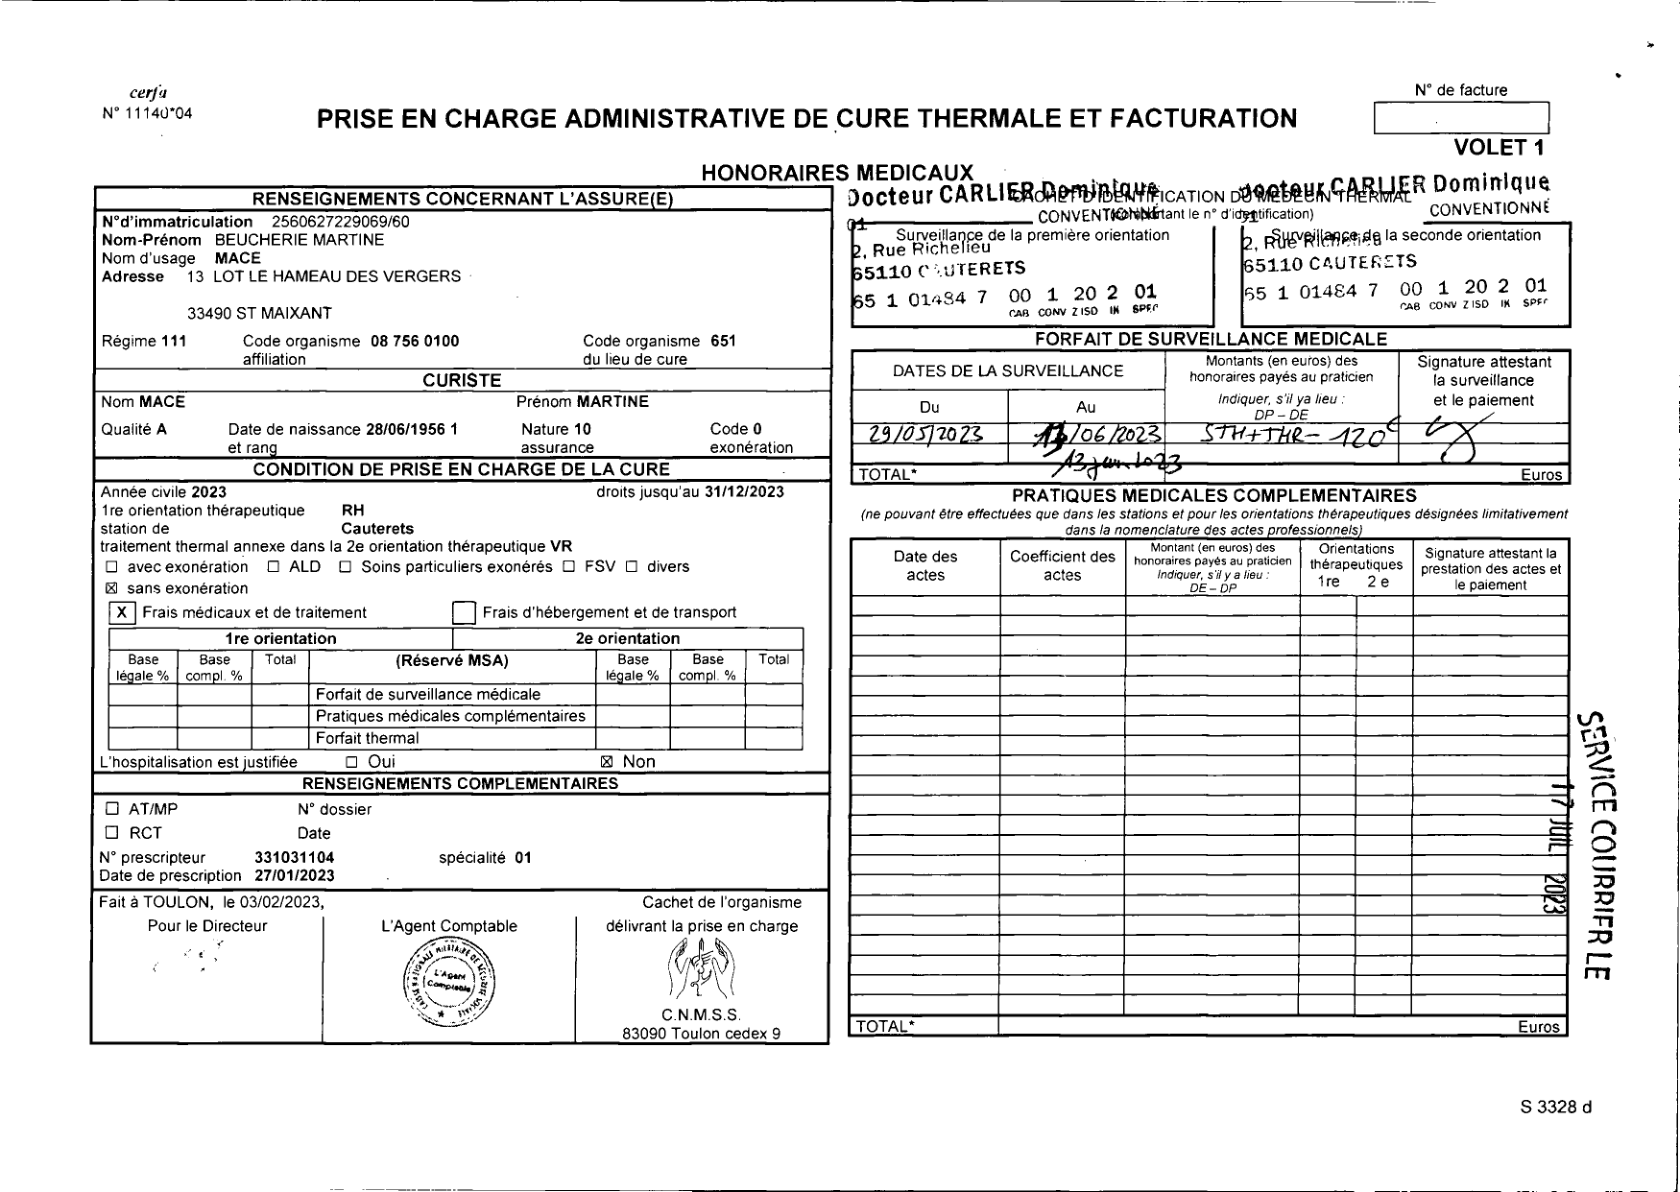 cerfa
N° 11140*04
PRISE EN CHARGE ADMINISTRATIVE DE CURE THERMALE ET FACTURATION
N° de facture
VOLET 1
HONORAIRES MEDICAUX
RENSEIGNEMENTS CONCERNANT L'ASSURE(E)
N°d'immatriculation 2560627229069/60
Nom-Prénom BEUCHERIE MARTINE
Nom d'usage MACE
Adresse 13 LOT LE HAMEAU DES VERGERS
33490 ST MAIXANT
Régime 111 Code organisme 08 756 0100 Code organisme 651
affiliation du lieu de cure
CURISTE
Nom MACE Prénom MARTINE
Qualité A Date de naissance 28/06/1956 1 Nature 10 Code 0
et rang assurance exonération
CONDITION DE PRISE EN CHARGE DE LA CURE
Année civile 2023 droits jusqu'au 31/12/2023
1re orientation thérapeutique RH
station de Cauterets
traitement thermal annexe dans la 2e orientation thérapeutique VR
☐ avec exonération ☐ ALD ☐ Soins particuliers exonérés ☐ FSV ☐ divers
☒ sans exonération
X Frais médicaux et de traitement Frais d'hébergement et de transport
1re orientation 2e orientation
Base Base Total (Réservé MSA) Base Base Total
légale % compl. % légale % compl. %
Forfait de surveillance médicale
Pratiques médicales complémentaires
Forfait thermal
L'hospitalisation est justifiée ☐ Oui ☒ Non
RENSEIGNEMENTS COMPLEMENTAIRES
☐ AT/MP N° dossier
☐ RCT Date
N° prescripteur 331031104 spécialité 01
Date de prescription 27/01/2023
Fait à TOULON, le 03/02/2023, Cachet de l'organisme
Pour le Directeur L'Agent Comptable délivrant la prise en charge
L'Agent
Comptable
C.N.M.S.S.
83090 Toulon cedex 9
Docteur CARLIER Dominique Docteur CARLIER Dominique
CACHET D'IDENTIFICATION DU MEDECIN THERMAL
CONVENTIONNÉ (comportant le n° d'identification) CONVENTIONNÉ
01 01
Surveillance de la première orientation Surveillance de la seconde orientation
2, Rue Richelieu 2, Rue Richelieu
65110 CAUTERETS 65110 CAUTERETS
65 1 01484 7 00 1 20 2 01 65 1 01484 7 00 1 20 2 01
CAB CONV Z ISD IK SPEC CAB CONV Z ISD IK SPEC
FORFAIT DE SURVEILLANCE MEDICALE
DATES DE LA SURVEILLANCE Montants (en euros) des honoraires payés au praticien Signature attestant la surveillance et le paiement
Du Au Indiquer, s'il ya lieu : DP – DE
29/05/2023 13/06/2023 STH+THR – 120€
13 juin 2023
TOTAL* Euros
PRATIQUES MEDICALES COMPLEMENTAIRES
(ne pouvant être effectuées que dans les stations et pour les orientations thérapeutiques désignées limitativement
dans la nomenclature des actes professionnels)
Date des actes Coefficient des actes Montant (en euros) des honoraires payés au praticien Indiquer, s'il y a lieu : DE – DP Orientations thérapeutiques 1re 2 e Signature attestant la prestation des actes et le paiement
TOTAL* Euros
SERVICE COURRIER LE
17 JUIL 2023
S 3328 d